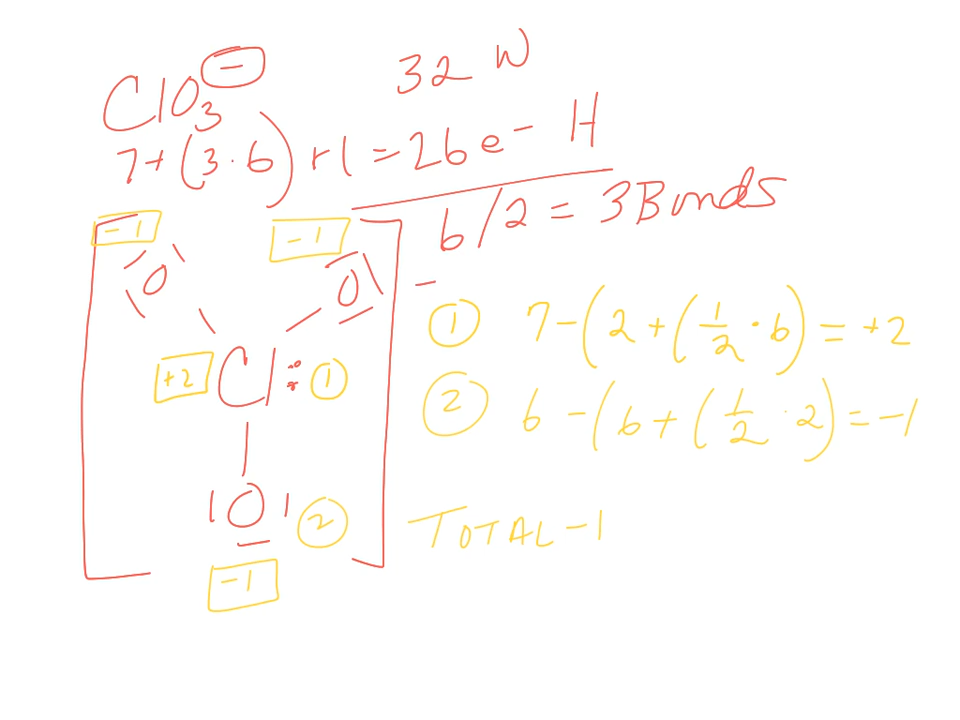 ClO₃⁻ 32 N
7+(3·6)+1=26e- H
6/2 = 3 Bonds
-1 -1
O O -
① 7-(2+(1/2·6)=+2
+2 Cl: ①
② 6-(6+(1/2·2)=-1
O ②
TOTAL -1
-1